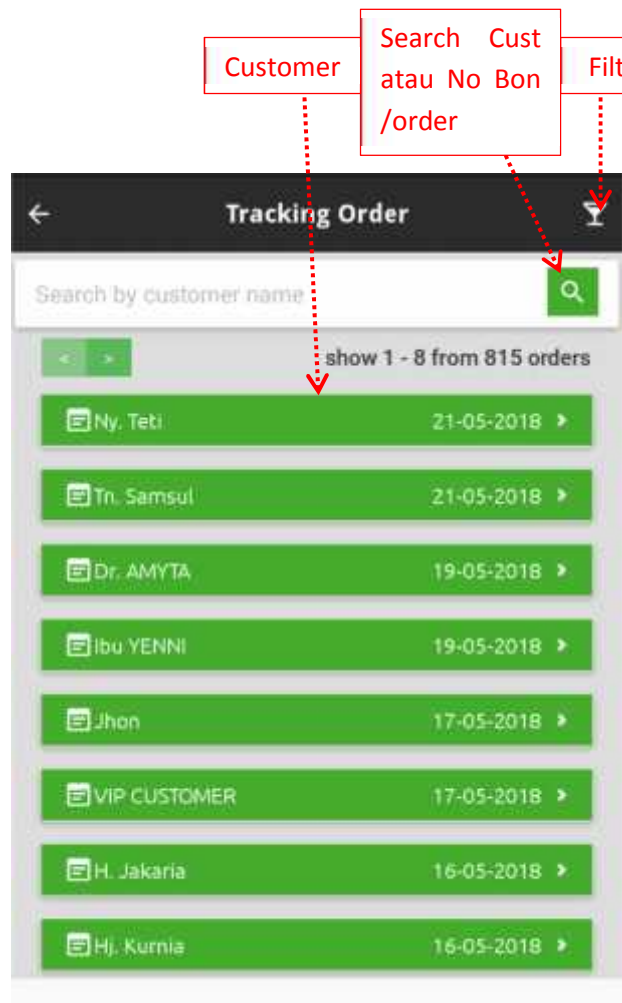 Customer
Search Cust
atau No Bon
/order
Filt
Tracking Order
Search by customer name
< >
show 1 - 8 from 815 orders
Ny. Teti 21-05-2018 >
Tn. Samsul 21-05-2018 >
Dr. AMYTA 19-05-2018 >
Ibu YENNI 19-05-2018 >
Jhon 17-05-2018 >
VIP CUSTOMER 17-05-2018 >
H. Jakaria 16-05-2018 >
Hj. Kurnia 16-05-2018 >